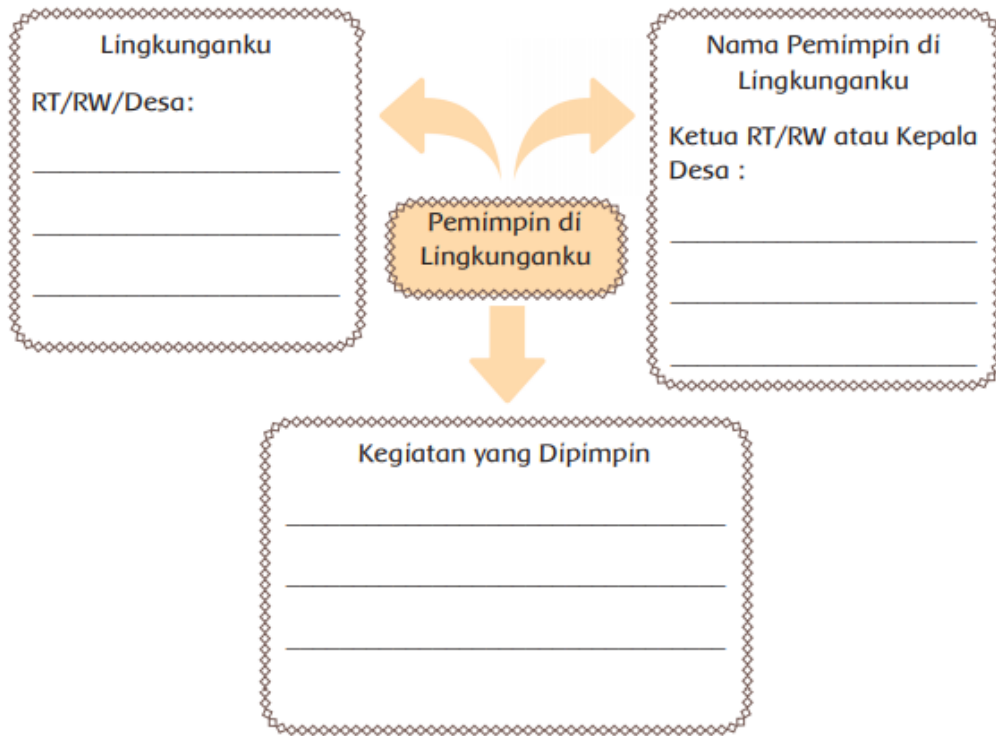 Lingkunganku
RT/RW/Desa:
Nama Pemimpin di
Lingkunganku
Ketua RT/RW atau Kepala
Desa :
Pemimpin di
Lingkunganku
Kegiatan yang Dipimpin